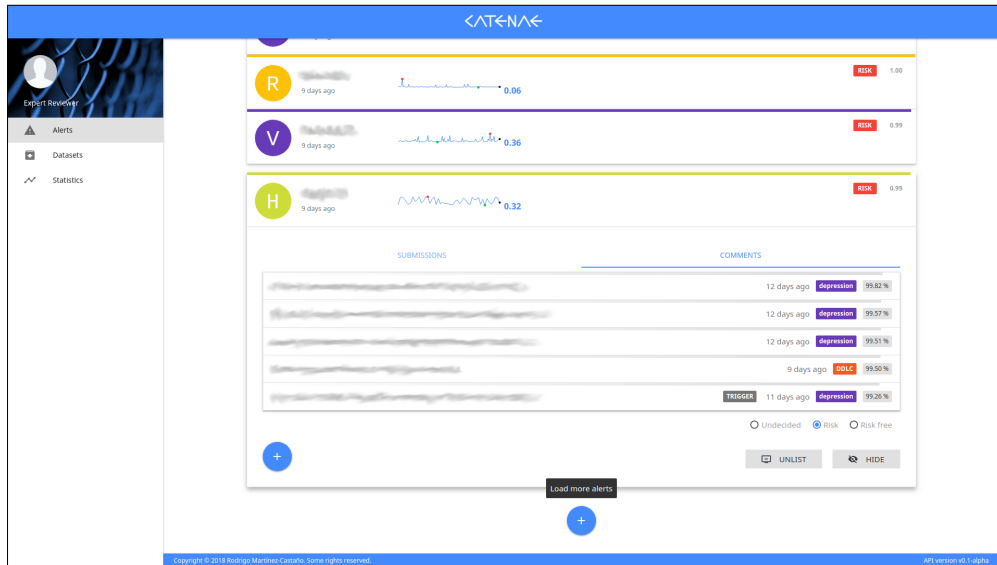 CATENAE
R
9 days ago
0.06
RISK 1.00
Expert Reviewer
Alerts
Datasets
Statistics
V
9 days ago
0.36
RISK 0.99
H
9 days ago
0.32
RISK 0.99
SUBMISSIONS COMMENTS
12 days ago depression 99.82 %
12 days ago depression 99.57 %
12 days ago depression 99.51 %
9 days ago DDLC 99.50 %
TRIGGER 11 days ago depression 99.26 %
Undecided Risk Risk free
+
UNLIST HIDE
Load more alerts
+
Copyright © 2018 Rodrigo Martínez-Castaño. Some rights reserved. API version v0.1-alpha